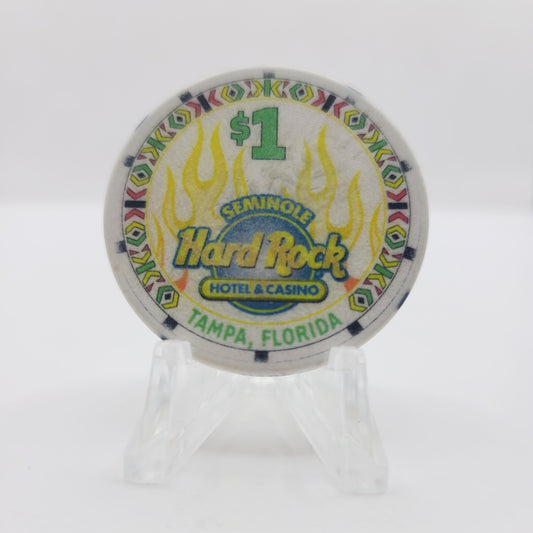 $1
SEMINOLE
Hard Rock
HOTEL & CASINO
TAMPA, FLORIDA